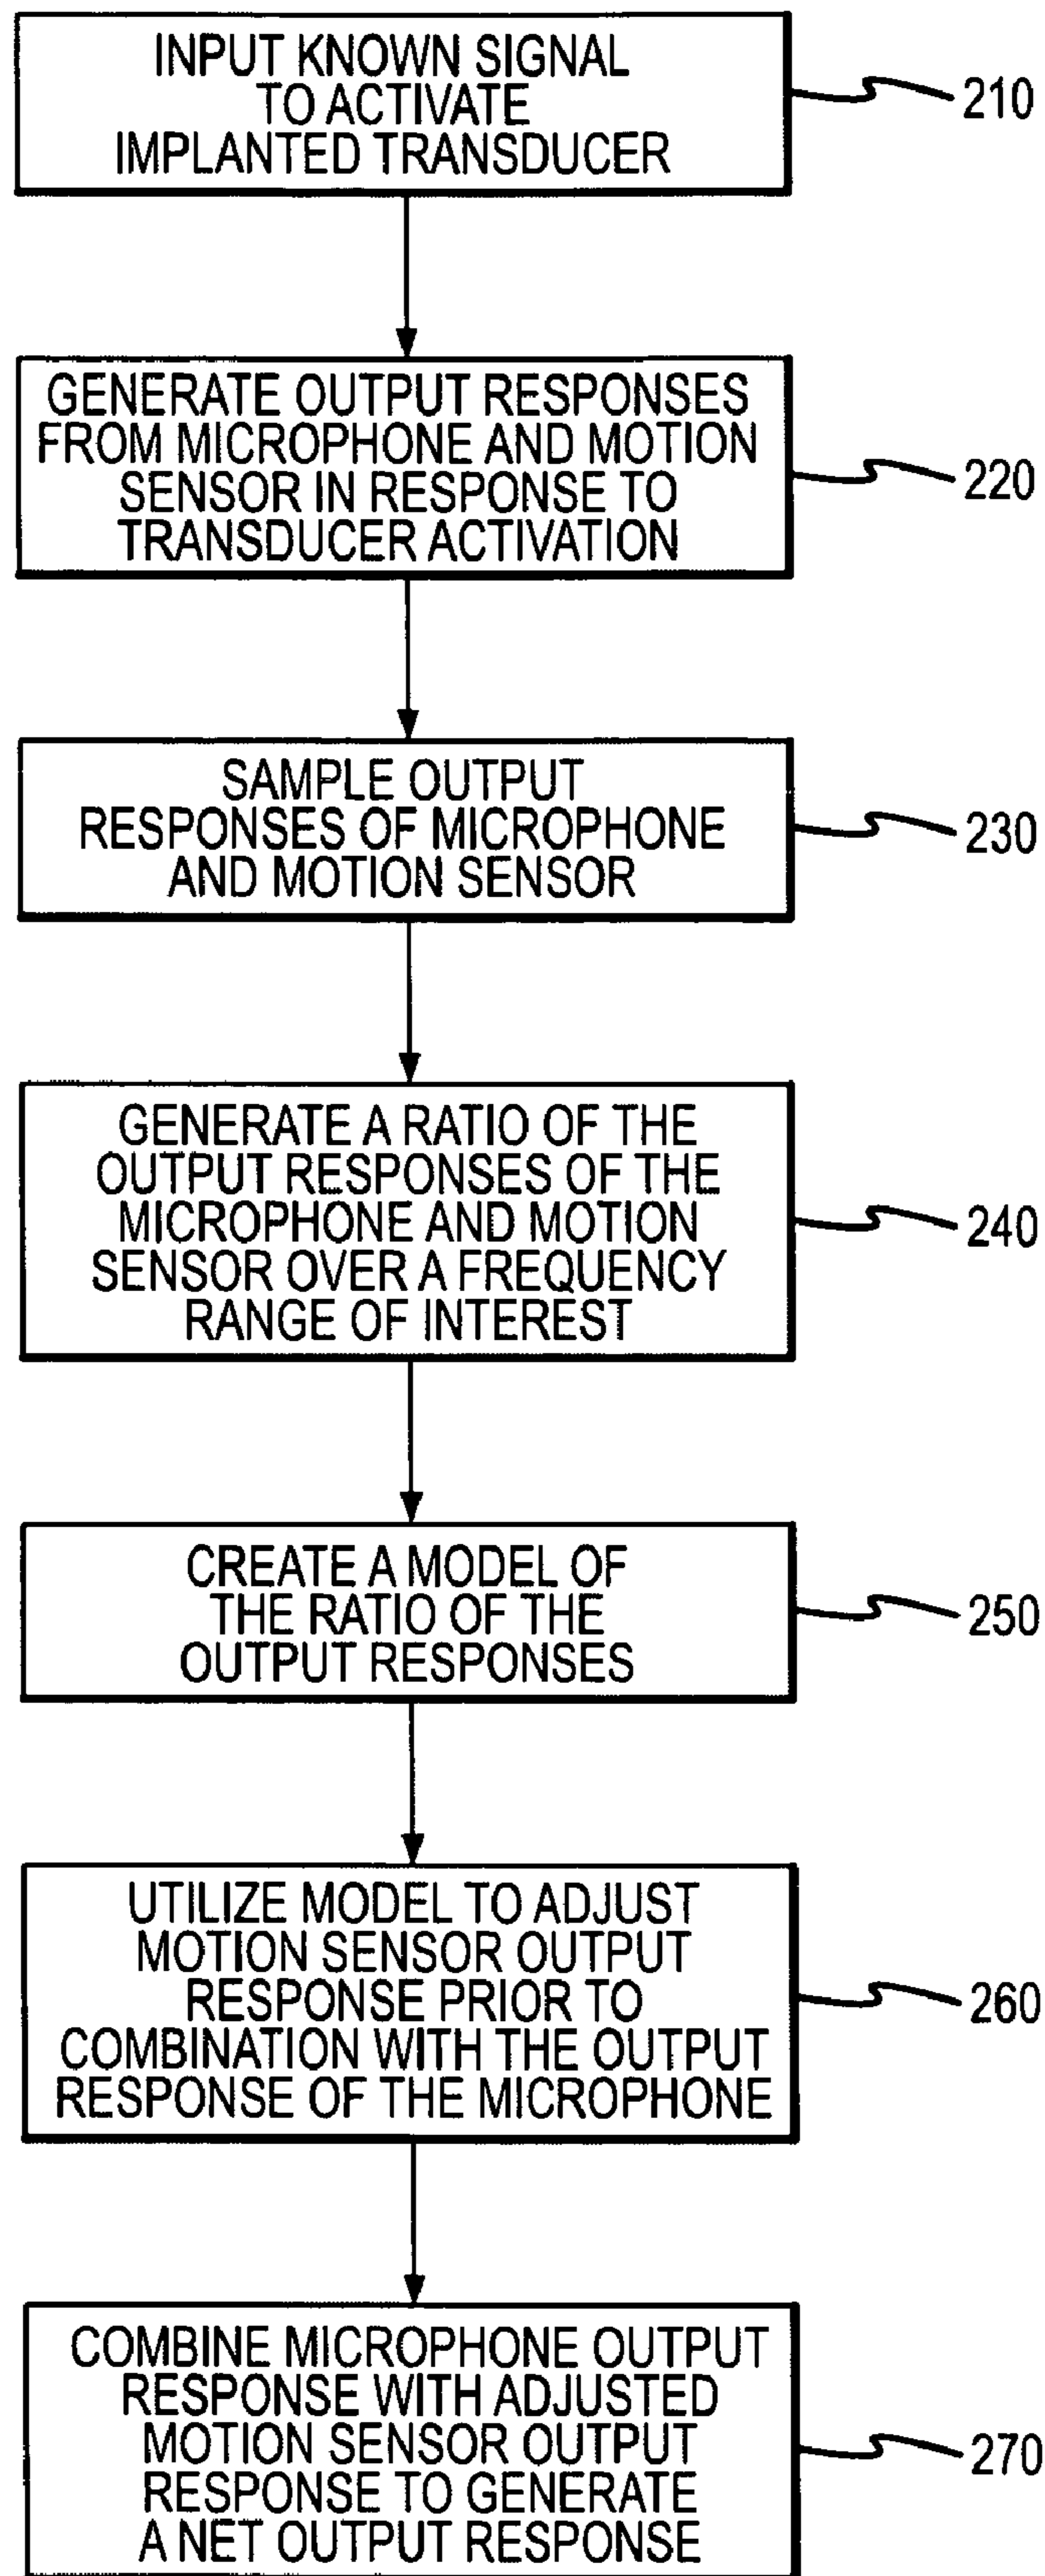 INPUT KNOWN SIGNAL
TO ACTIVATE
IMPLANTED TRANSDUCER
210
GENERATE OUTPUT RESPONSES
FROM MICROPHONE AND MOTION
SENSOR IN RESPONSE TO
TRANSDUCER ACTIVATION
220
SAMPLE OUTPUT
RESPONSES OF MICROPHONE
AND MOTION SENSOR
230
GENERATE A RATIO OF THE
OUTPUT RESPONSES OF THE
MICROPHONE AND MOTION
SENSOR OVER A FREQUENCY
RANGE OF INTEREST
240
CREATE A MODEL OF
THE RATIO OF THE
OUTPUT RESPONSES
250
UTILIZE MODEL TO ADJUST
MOTION SENSOR OUTPUT
RESPONSE PRIOR TO
COMBINATION WITH THE OUTPUT
RESPONSE OF THE MICROPHONE
260
COMBINE MICROPHONE OUTPUT
RESPONSE WITH ADJUSTED
MOTION SENSOR OUTPUT
RESPONSE TO GENERATE
A NET OUTPUT RESPONSE
270